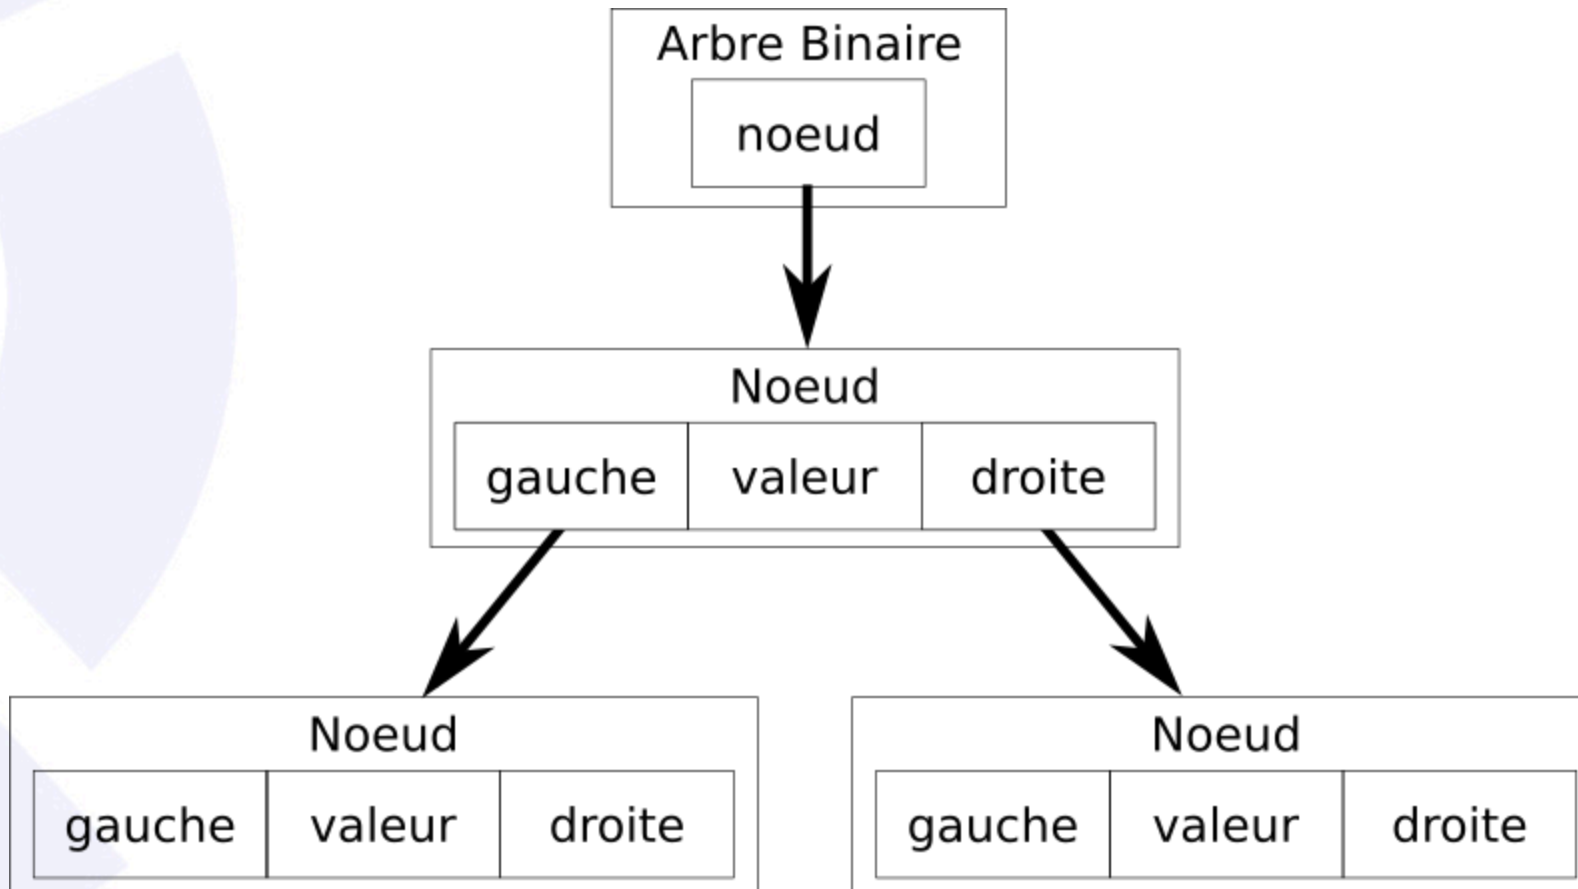 Arbre Binaire
noeud
Noeud
gauche valeur droite
Noeud
gauche valeur droite
Noeud
gauche valeur droite